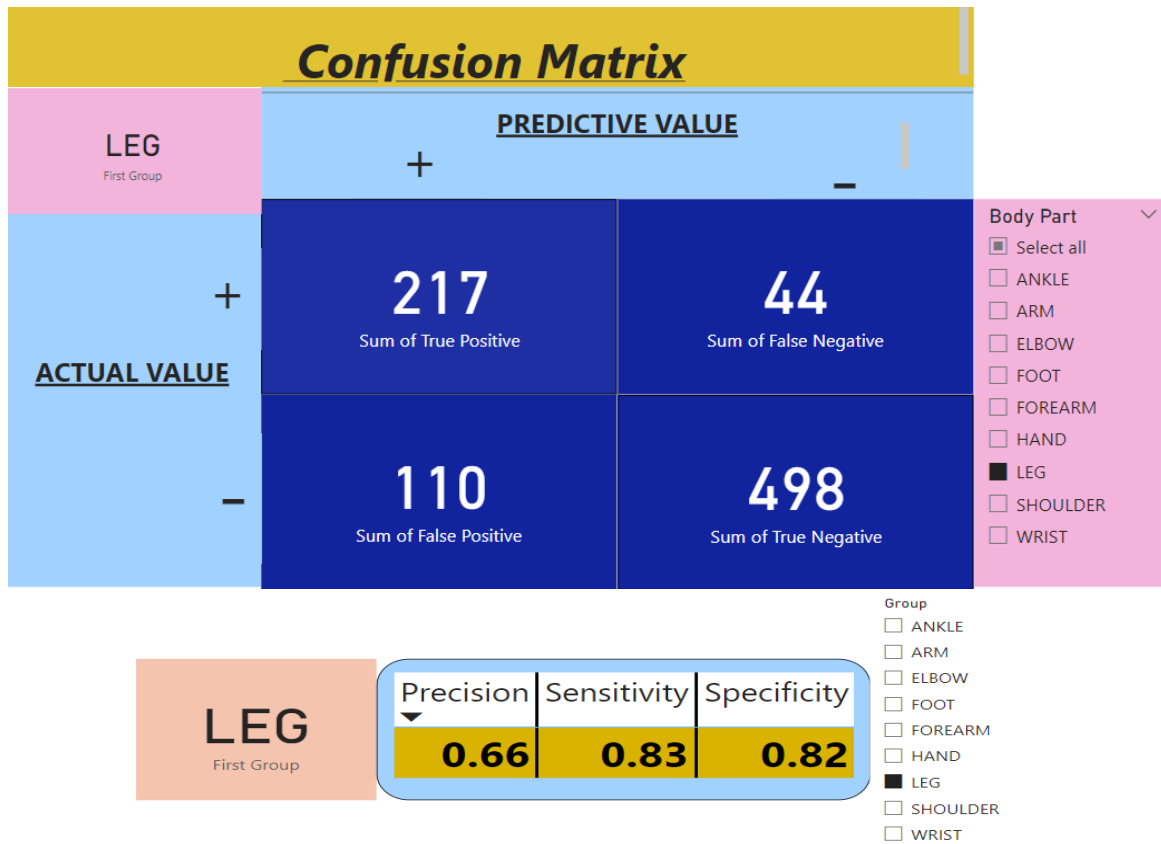 Confusion Matrix
LEG
First Group
PREDICTIVE VALUE
+
−
ACTUAL VALUE
+
−
217
Sum of True Positive
44
Sum of False Negative
110
Sum of False Positive
498
Sum of True Negative
Body Part
Select all
ANKLE
ARM
ELBOW
FOOT
FOREARM
HAND
LEG
SHOULDER
WRIST
LEG
First Group
Precision Sensitivity Specificity
0.66 0.83 0.82
Group
ANKLE
ARM
ELBOW
FOOT
FOREARM
HAND
LEG
SHOULDER
WRIST